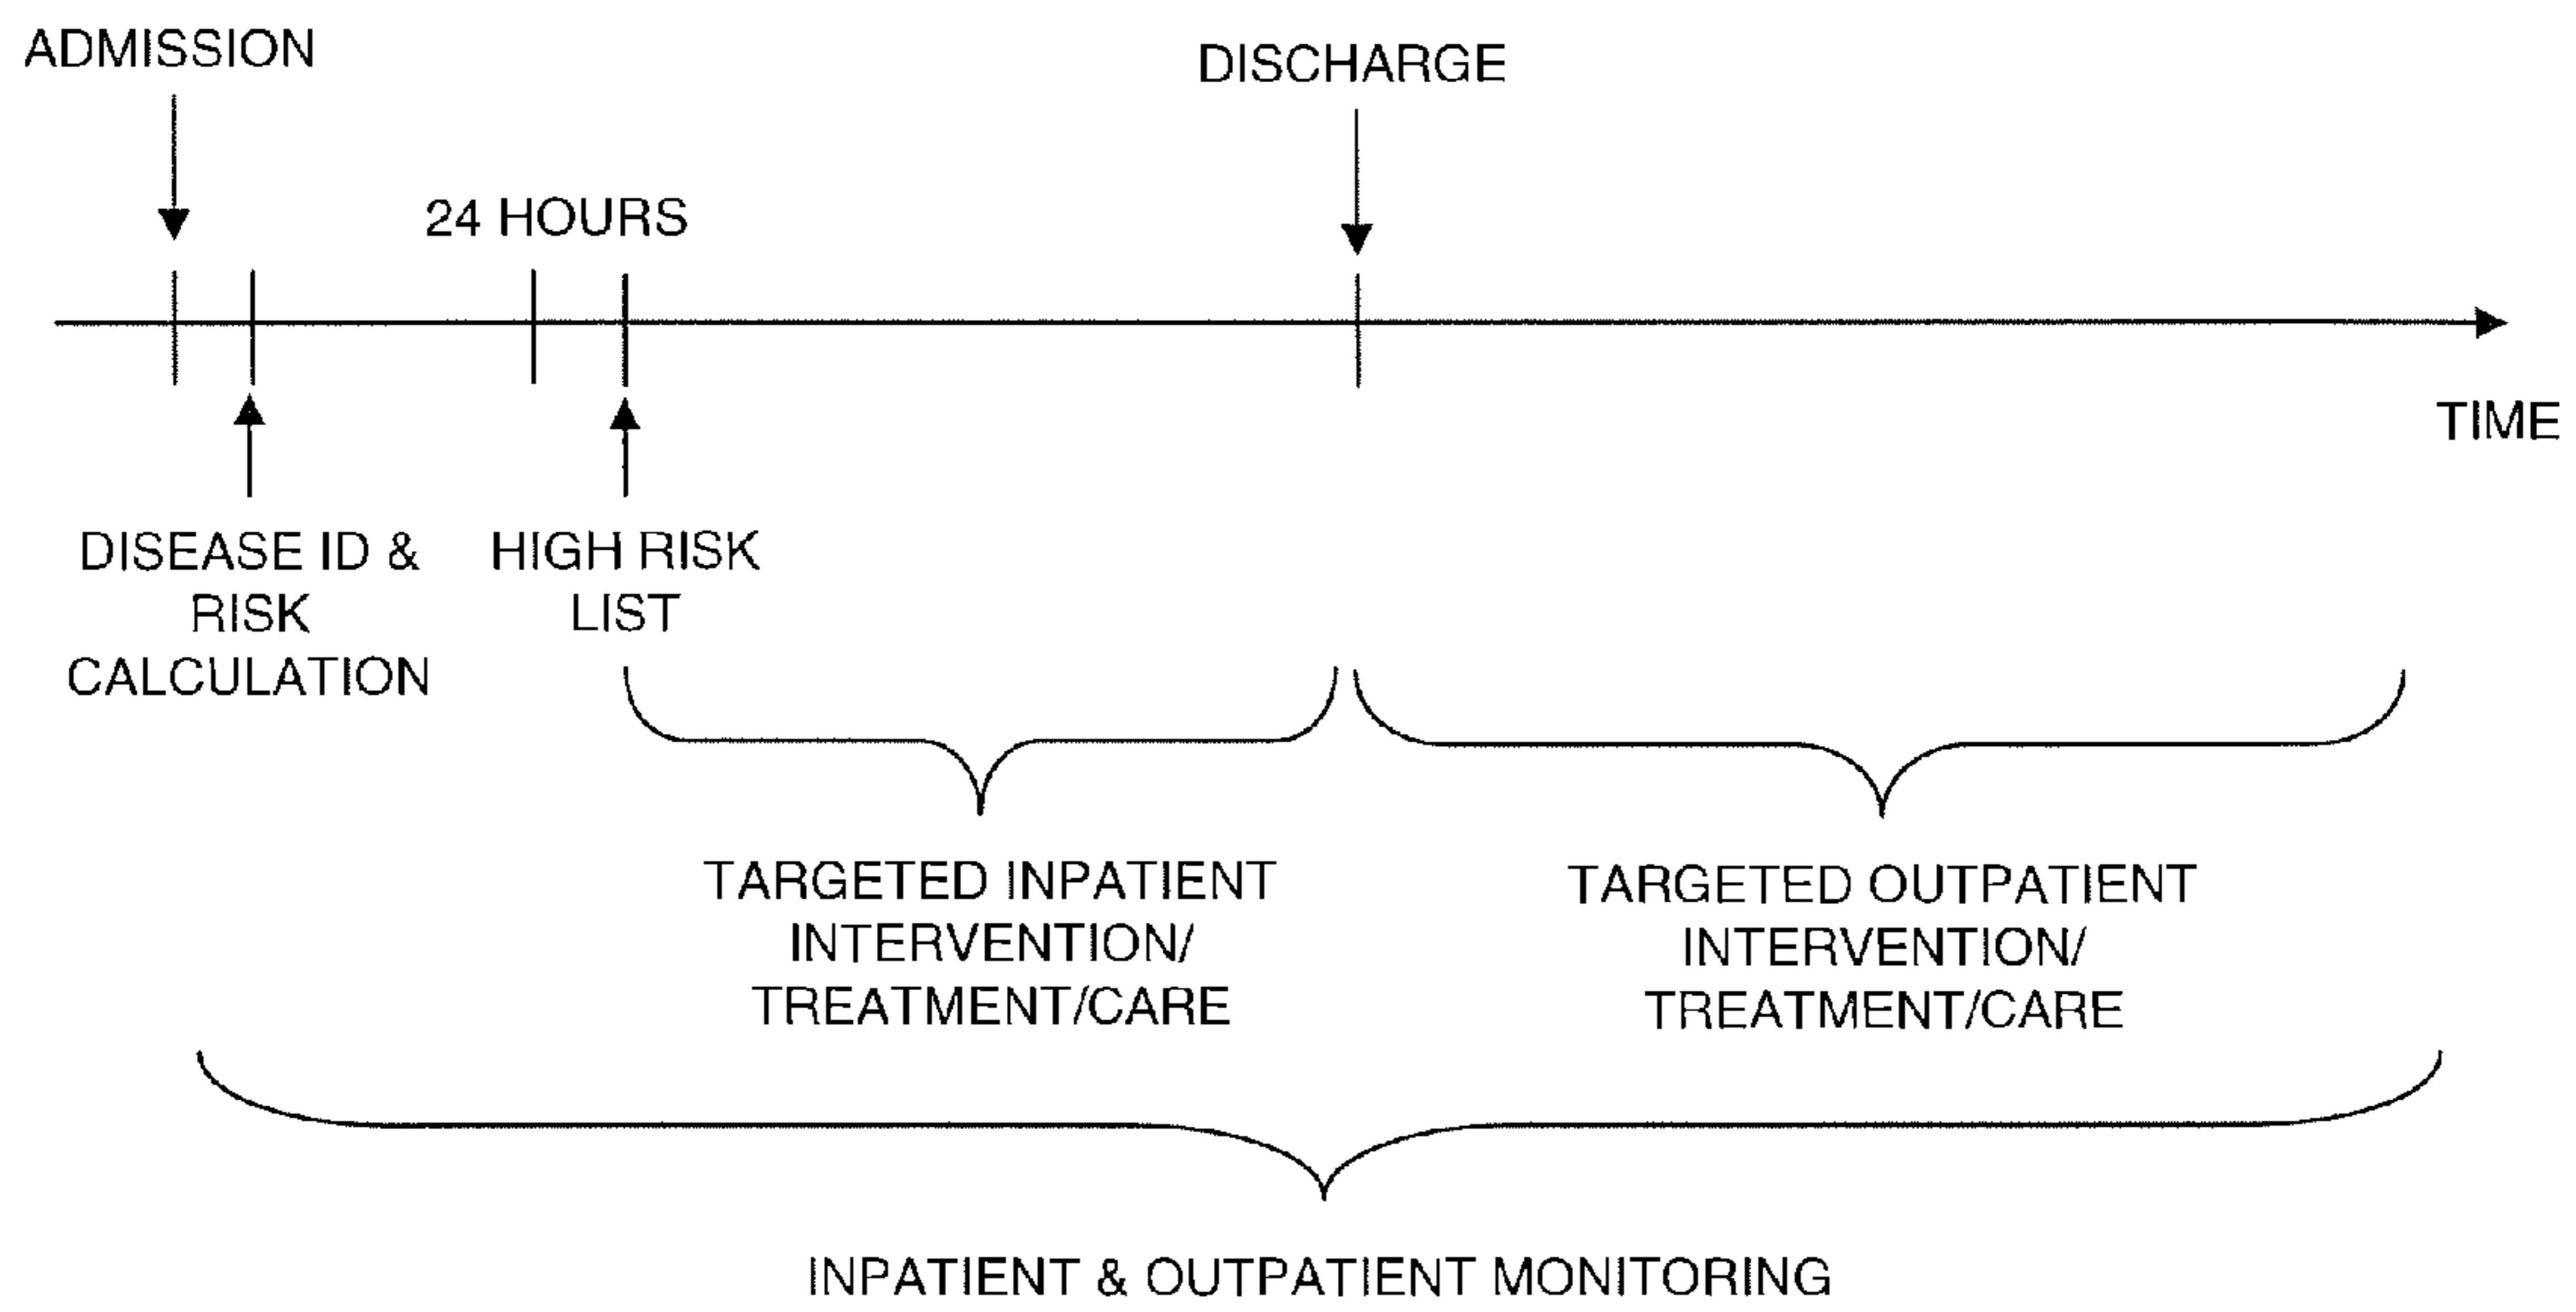 ADMISSION
DISCHARGE
24 HOURS
TIME
DISEASE ID &
RISK
CALCULATION
HIGH RISK
LIST
TARGETED INPATIENT
INTERVENTION/
TREATMENT/CARE
TARGETED OUTPATIENT
INTERVENTION/
TREATMENT/CARE
INPATIENT & OUTPATIENT MONITORING